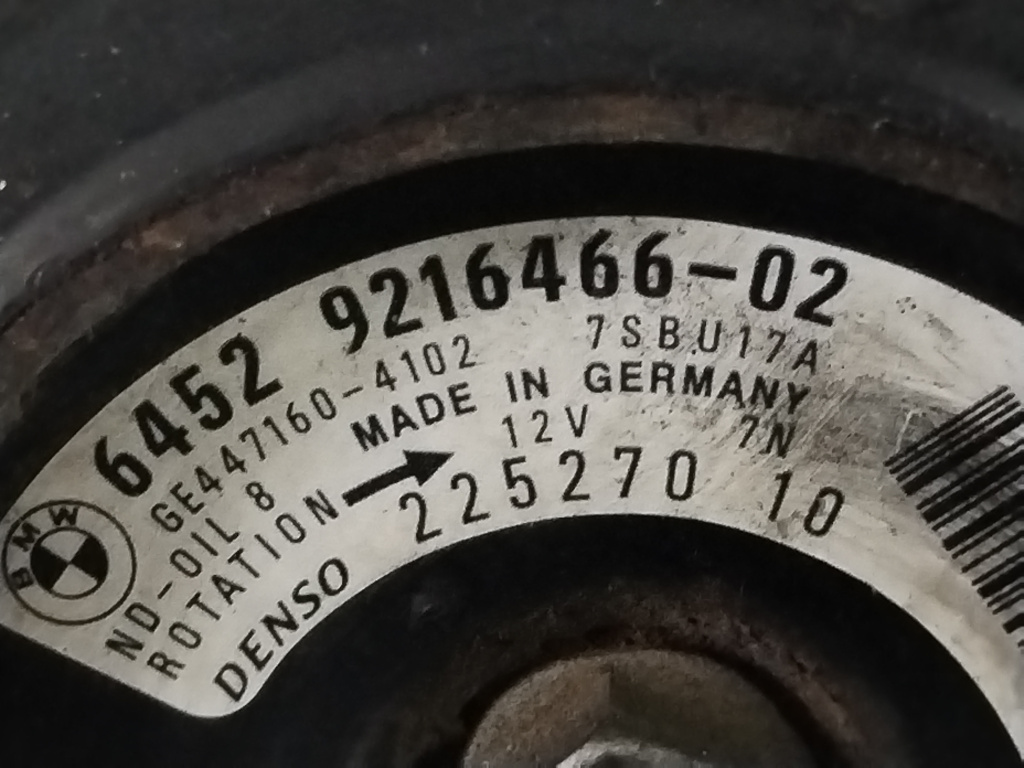 6452 9216466-02
GE447160-4102 7SBU17A
ND-OIL 8 MADE IN GERMANY
ROTATION → 12V 7N
DENSO 225270 10
BMW